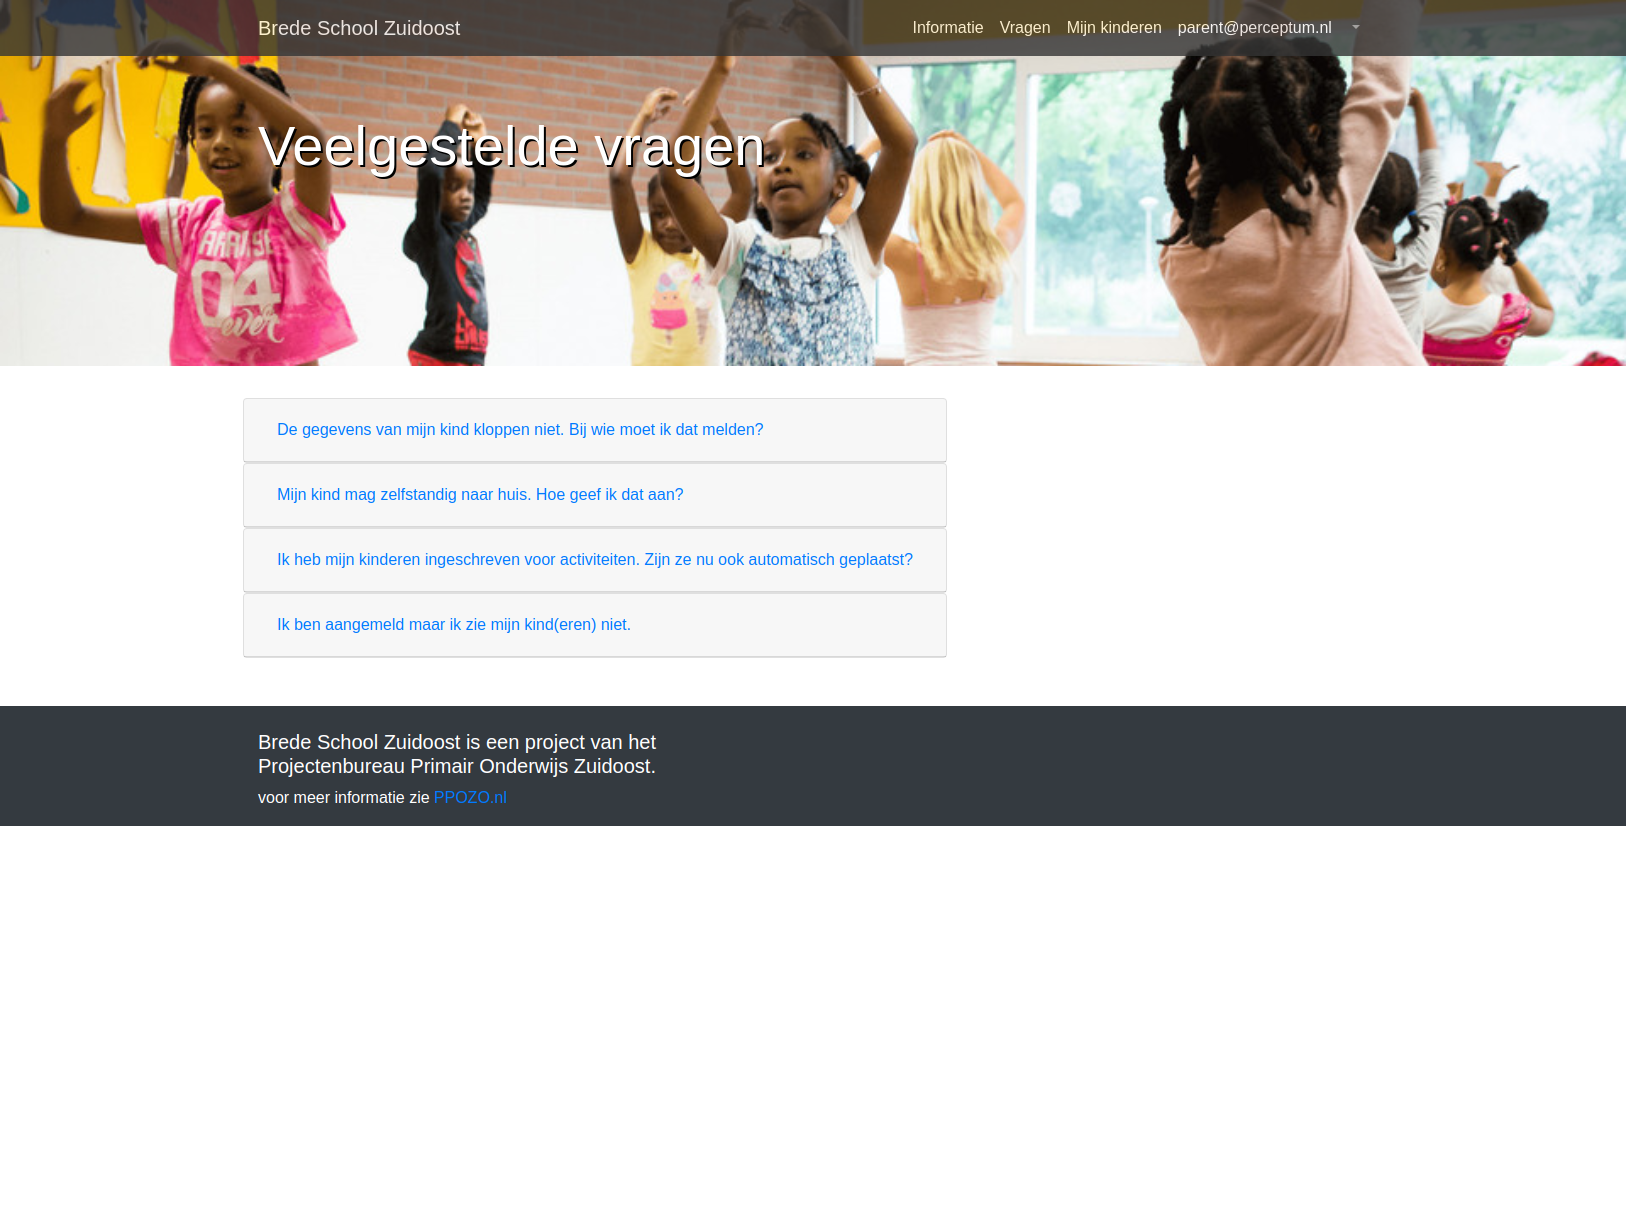 Brede School Zuidoost
Informatie Vragen Mijn kinderen parent@perceptum.nl
Veelgestelde vragen
PARADISE
04
ever
De gegevens van mijn kind kloppen niet. Bij wie moet ik dat melden?
Mijn kind mag zelfstandig naar huis. Hoe geef ik dat aan?
Ik heb mijn kinderen ingeschreven voor activiteiten. Zijn ze nu ook automatisch geplaatst?
Ik ben aangemeld maar ik zie mijn kind(eren) niet.
Brede School Zuidoost is een project van het
Projectenbureau Primair Onderwijs Zuidoost.
voor meer informatie zie PPOZO.nl